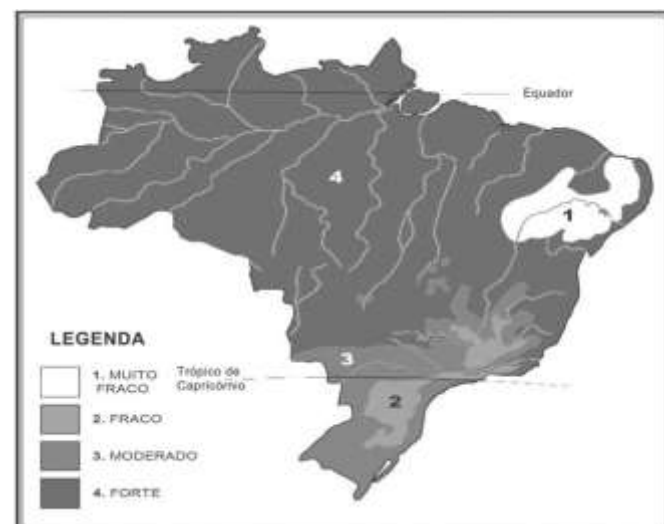 Equador
4
1
LEGENDA
3
Trópico de
Capricórnio
1. MUITO
FRACO
2
2. FRACO
3. MODERADO
4. FORTE